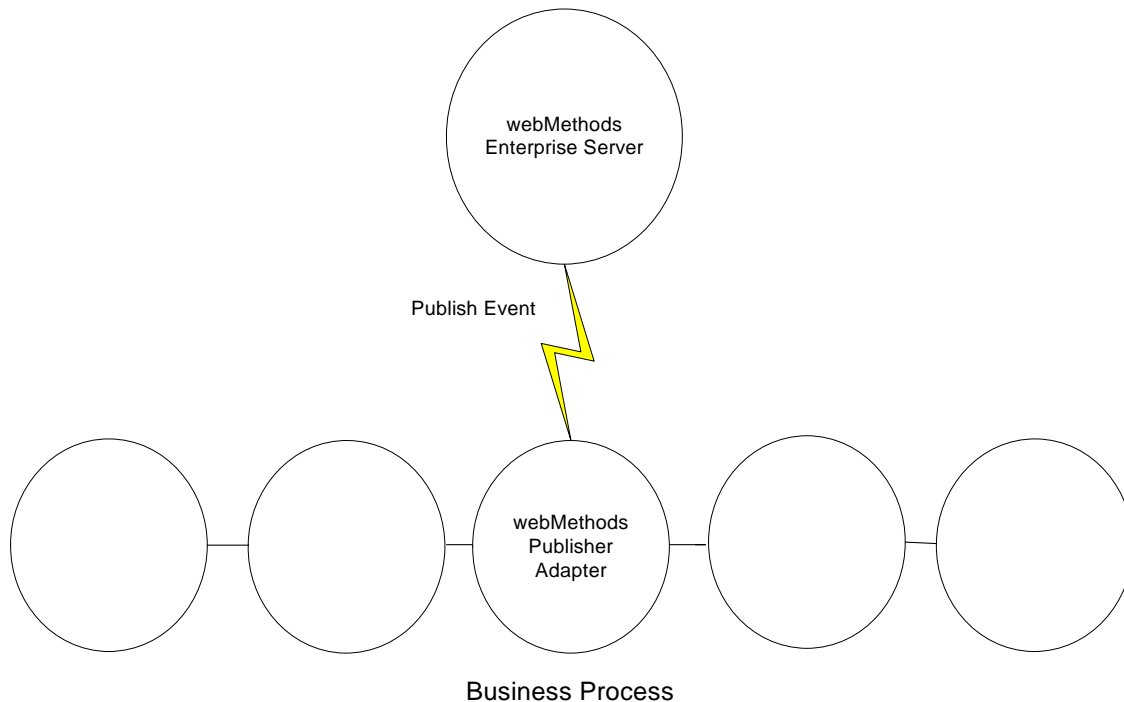 webMethods
Enterprise Server
Publish Event
webMethods
Publisher
Adapter
Business Process